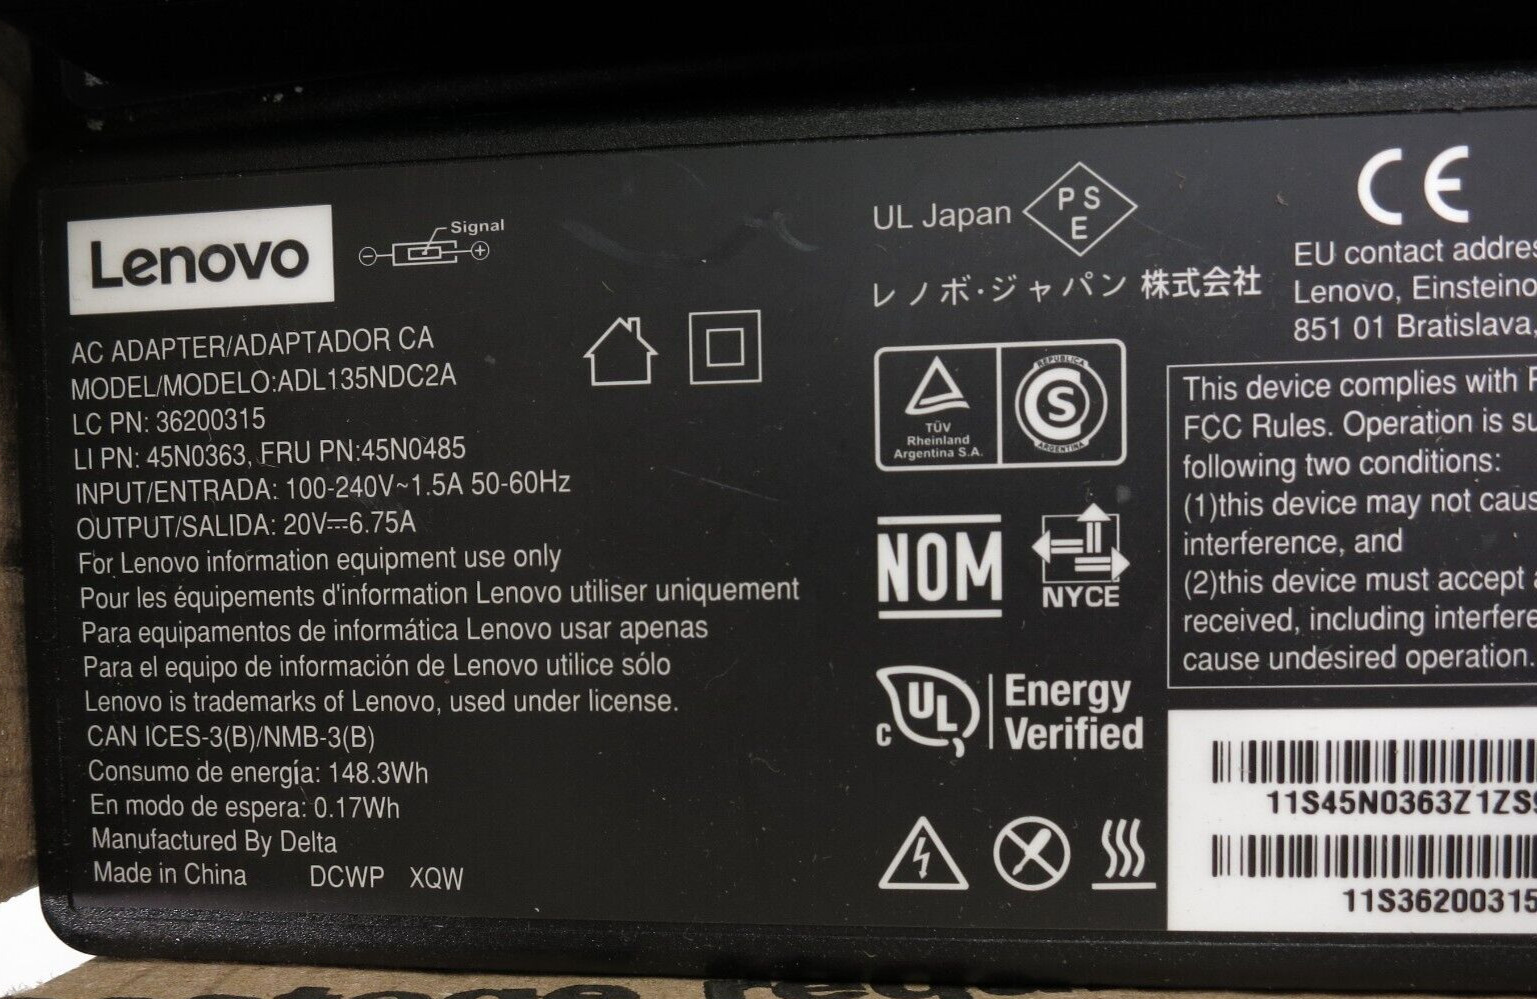 Lenovo
Signal
AC ADAPTER/ADAPTADOR CA
MODEL/MODELO:ADL135NDC2A
LC PN: 36200315
LI PN: 45N0363, FRU PN:45N0485
INPUT/ENTRADA: 100-240V~1.5A 50-60Hz
OUTPUT/SALIDA: 20V⎓6.75A
For Lenovo information equipment use only
Pour les équipements d'information Lenovo utiliser uniquement
Para equipamentos de informática Lenovo usar apenas
Para el equipo de información de Lenovo utilice sólo
Lenovo is trademarks of Lenovo, used under license.
CAN ICES-3(B)/NMB-3(B)
Consumo de energía: 148.3Wh
En modo de espera: 0.17Wh
Manufactured By Delta
Made in China DCWP XQW
UL Japan
PS
E
レノボ・ジャパン 株式会社
TÜV
Rheinland
Argentina S.A.
REPUBLICA
S
ARGENTINA
NOM
NYCE
C UL Energy
Verified
CE
EU contact addres
Lenovo, Einsteino
851 01 Bratislava,
This device complies with
FCC Rules. Operation is su
following two conditions:
(1)this device may not caus
interference, and
(2)this device must accept
received, including interfere
cause undesired operation.
11S45N0363Z1ZS
11S36200315